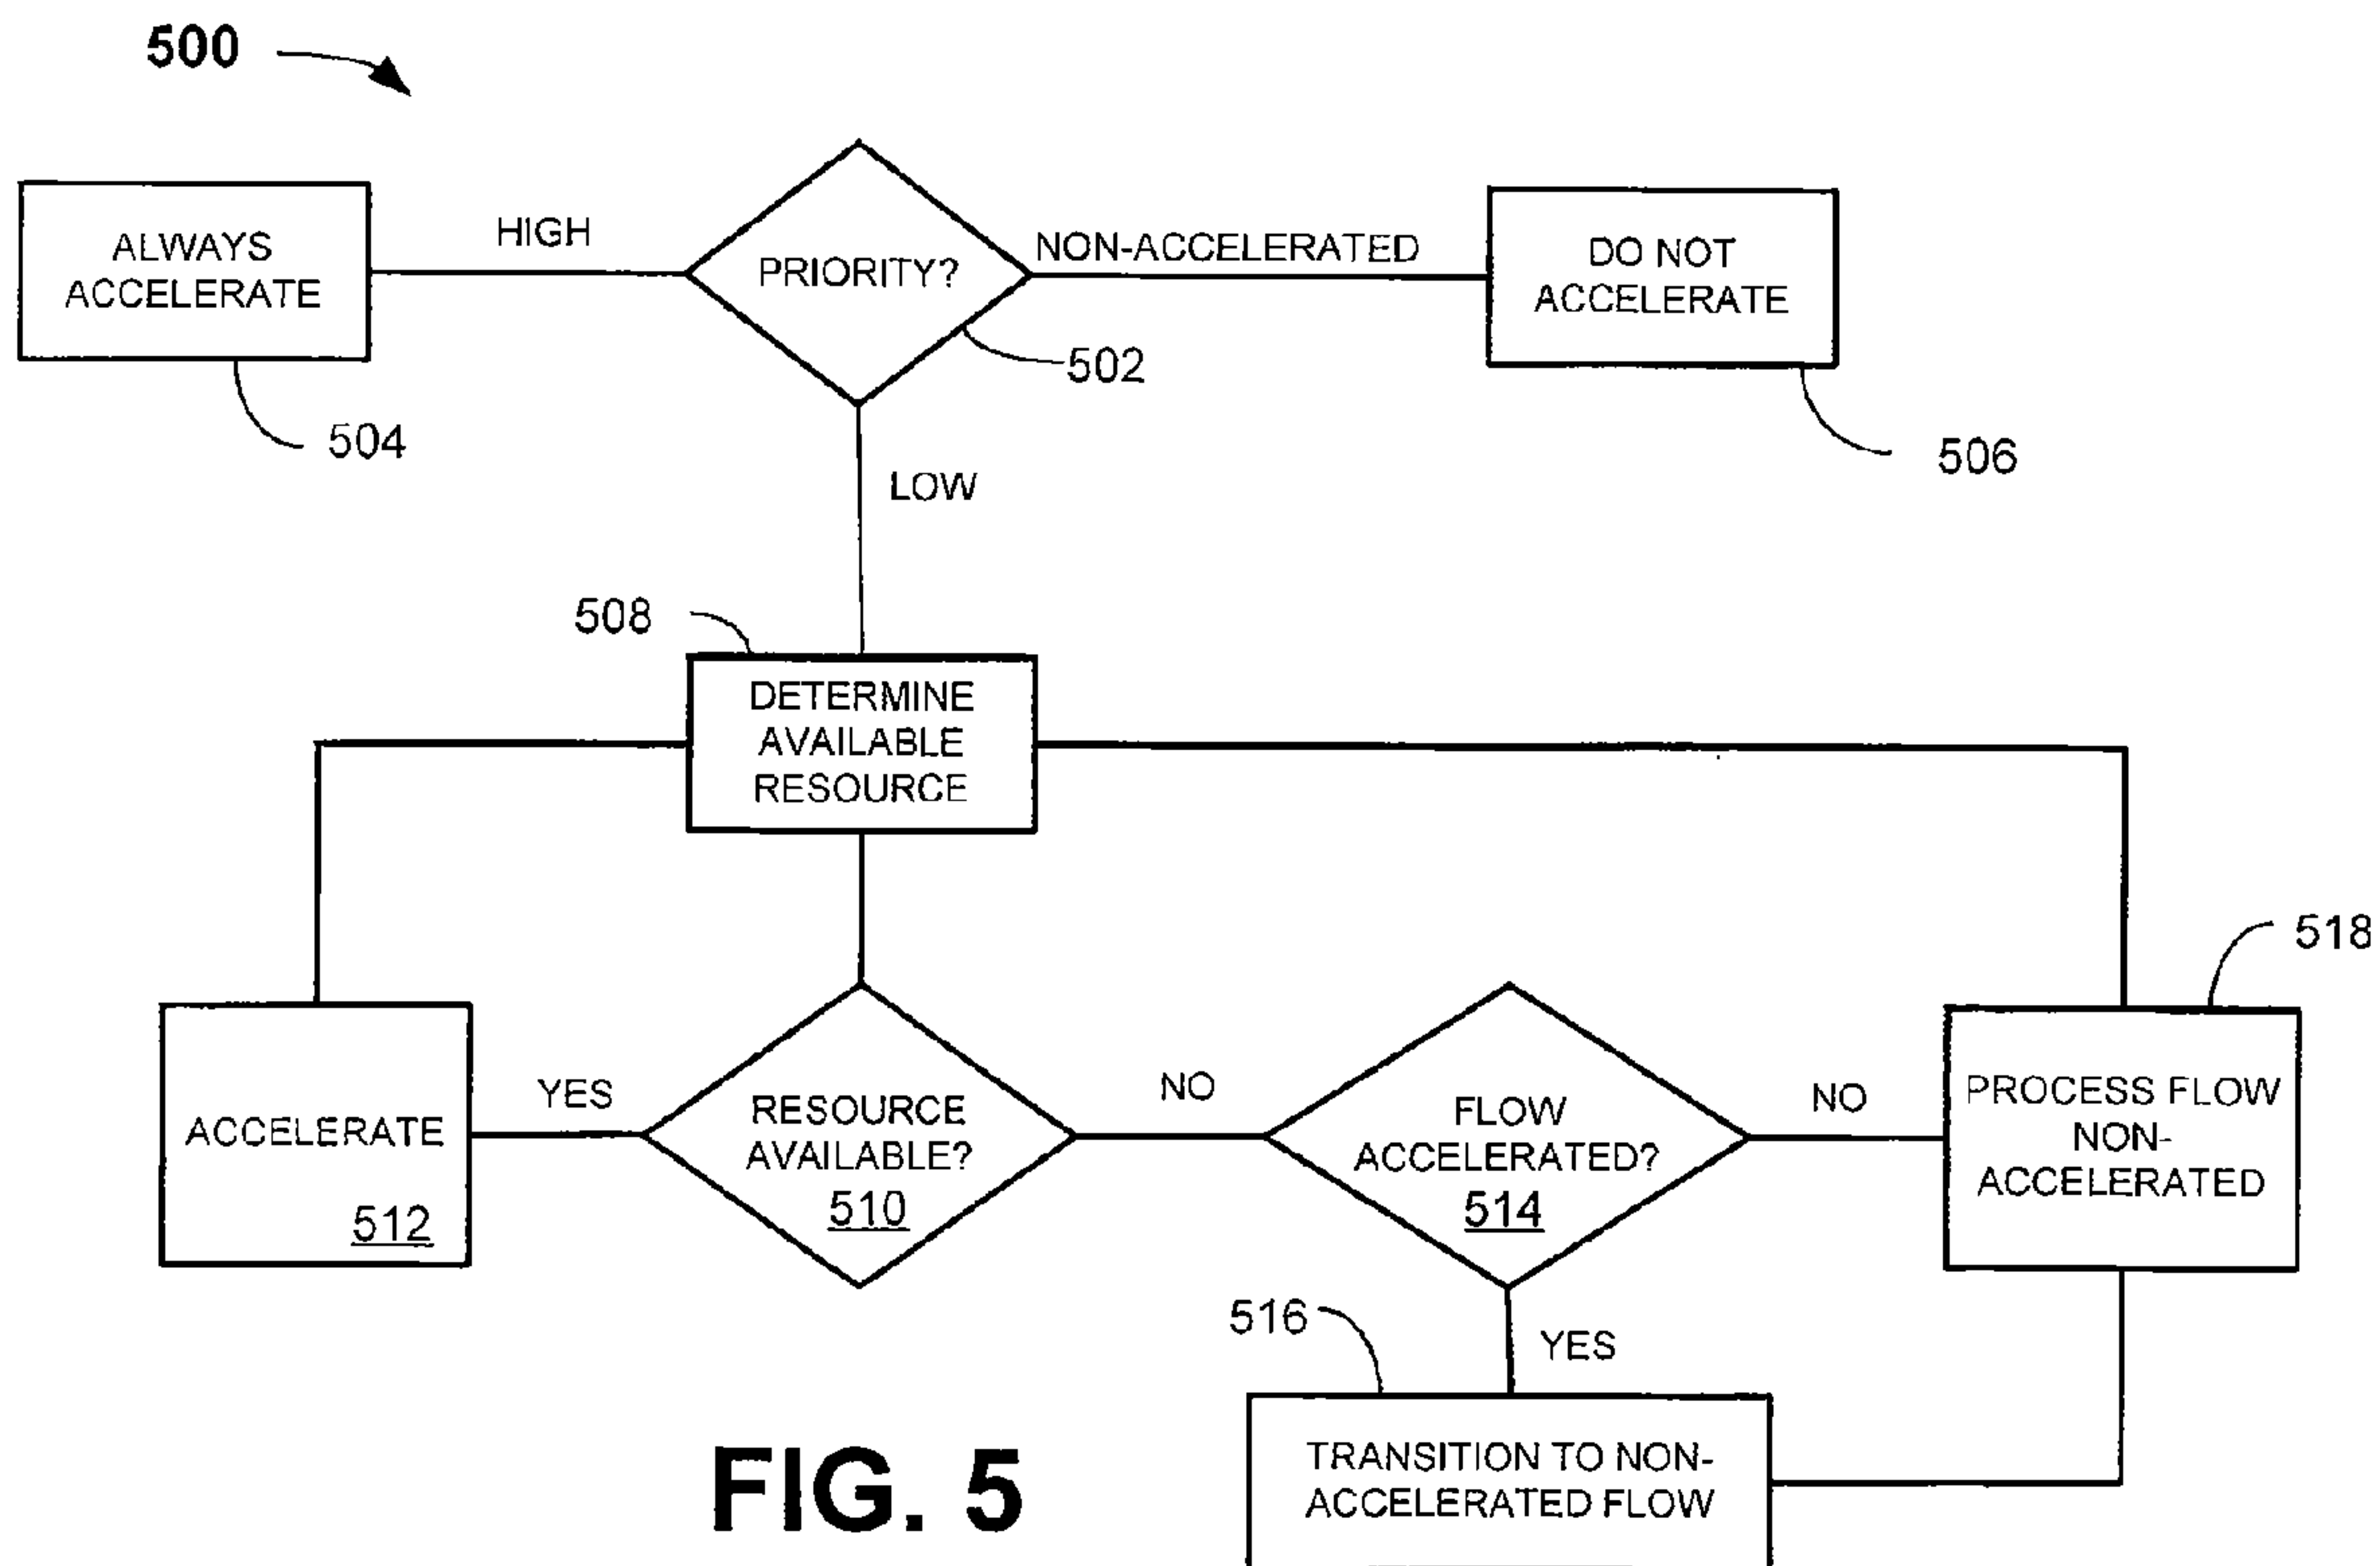 500
ALWAYS
ACCELERATE
HIGH
PRIORITY?
NON-ACCELERATED
DO NOT
ACCELERATE
502
504
506
LOW
508
DETERMINE
AVAILABLE
RESOURCE
518
ACCELERATE
512
YES
RESOURCE
AVAILABLE?
510
NO
FLOW
ACCELERATED?
514
NO
PROCESS FLOW
NON-
ACCELERATED
516
YES
TRANSITION TO NON-
ACCELERATED FLOW
FIG. 5